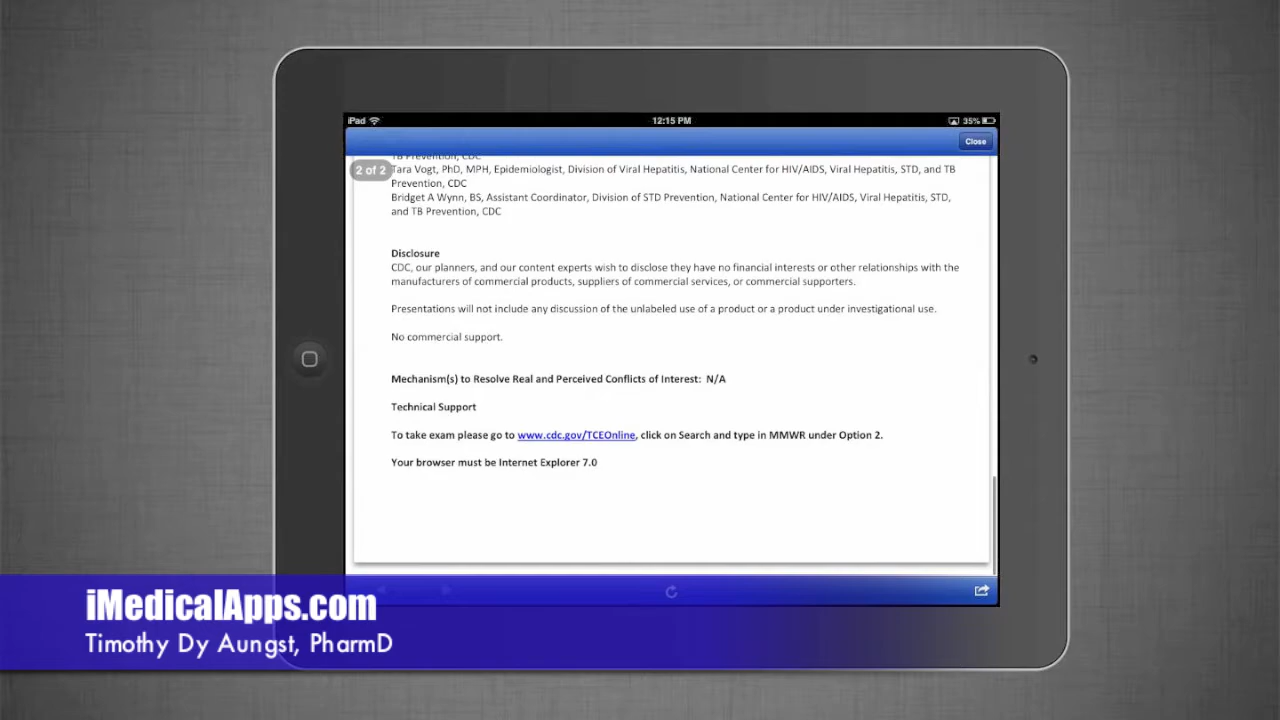 iPad
12:15 PM
35%
Close
TB Prevention, CDC
2 of 2
Tara Vogt, PhD, MPH, Epidemiologist, Division of Viral Hepatitis, National Center for HIV/AIDS, Viral Hepatitis, STD, and TB
Prevention, CDC
Bridget A Wynn, BS, Assistant Coordinator, Division of STD Prevention, National Center for HIV/AIDS, Viral Hepatitis, STD,
and TB Prevention, CDC
Disclosure
CDC, our planners, and our content experts wish to disclose they have no financial interests or other relationships with the
manufacturers of commercial products, suppliers of commercial services, or commercial supporters.
Presentations will not include any discussion of the unlabeled use of a product or a product under investigational use.
No commercial support.
Mechanism(s) to Resolve Real and Perceived Conflicts of Interest: N/A
Technical Support
To take exam please go to www.cdc.gov/TCEOnline, click on Search and type in MMWR under Option 2.
Your browser must be Internet Explorer 7.0
iMedicalApps.com
Timothy Dy Aungst, PharmD